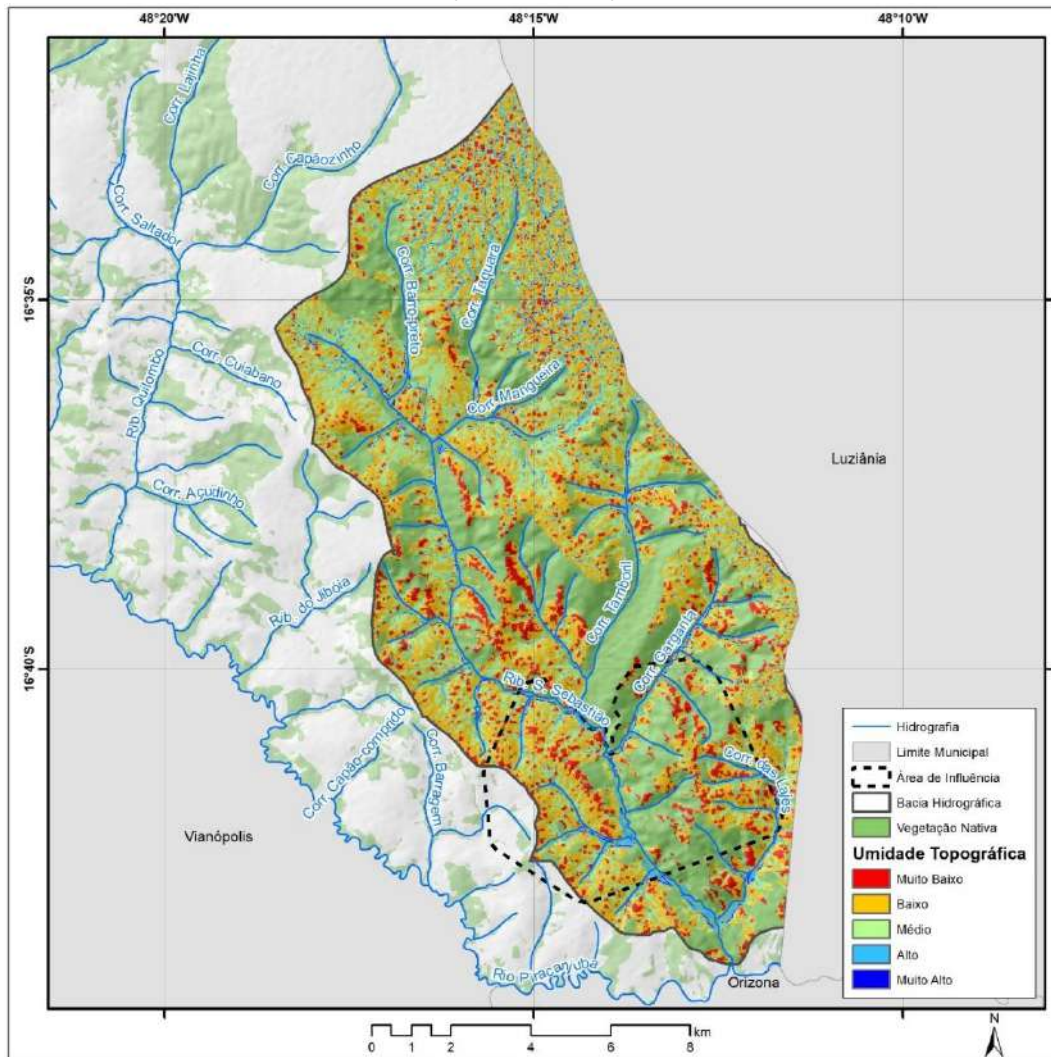 48°20'W
48°15'W
48°10'W
16°35'S
16°40'S
Corr. Lajinha
Corr. Capãozinho
Corr. Saltador
Corr. Barro-preto
Corr. Taquara
Corr. Mangueira
Corr. Cuiabano
Rib. Quilombo
Luziânia
Corr. Açudinho
Rib. do Jibóia
Corr. Tamboril
Corr. Garganta
Rib. S. Sebastião
Corr. das Lajes
Corr. Capão-comprido
Corr. Barragem
Vianópolis
Orizona
Hidrografia
Limite Municipal
Área de Influência
Bacia Hidrográfica
Vegetação Nativa
Umidade Topográfica
Muito Baixo
Baixo
Médio
Alto
Muito Alto
km
0 1 2 4 6 8
N